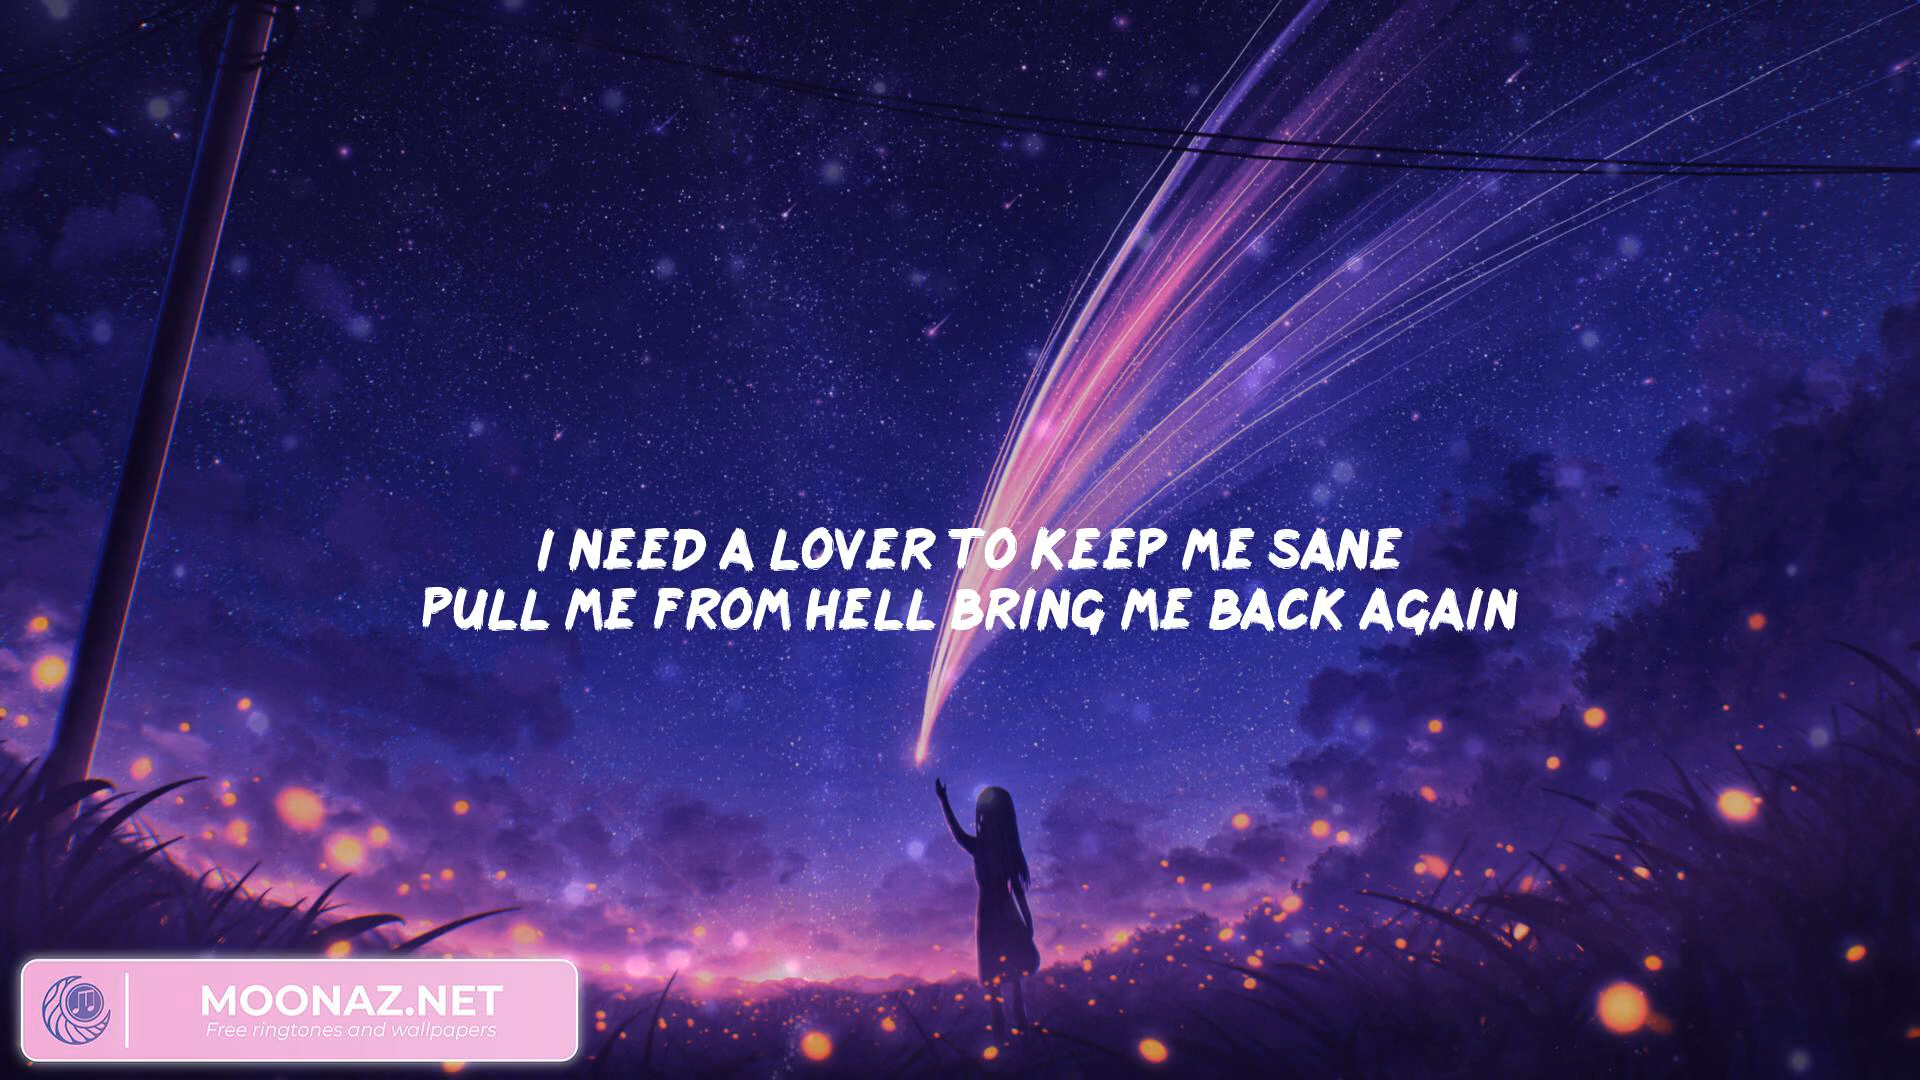 I NEED A LOVER TO KEEP ME SANE
PULL ME FROM HELL BRING ME BACK AGAIN
MOONAZ.NET
Free ringtones and wallpapers